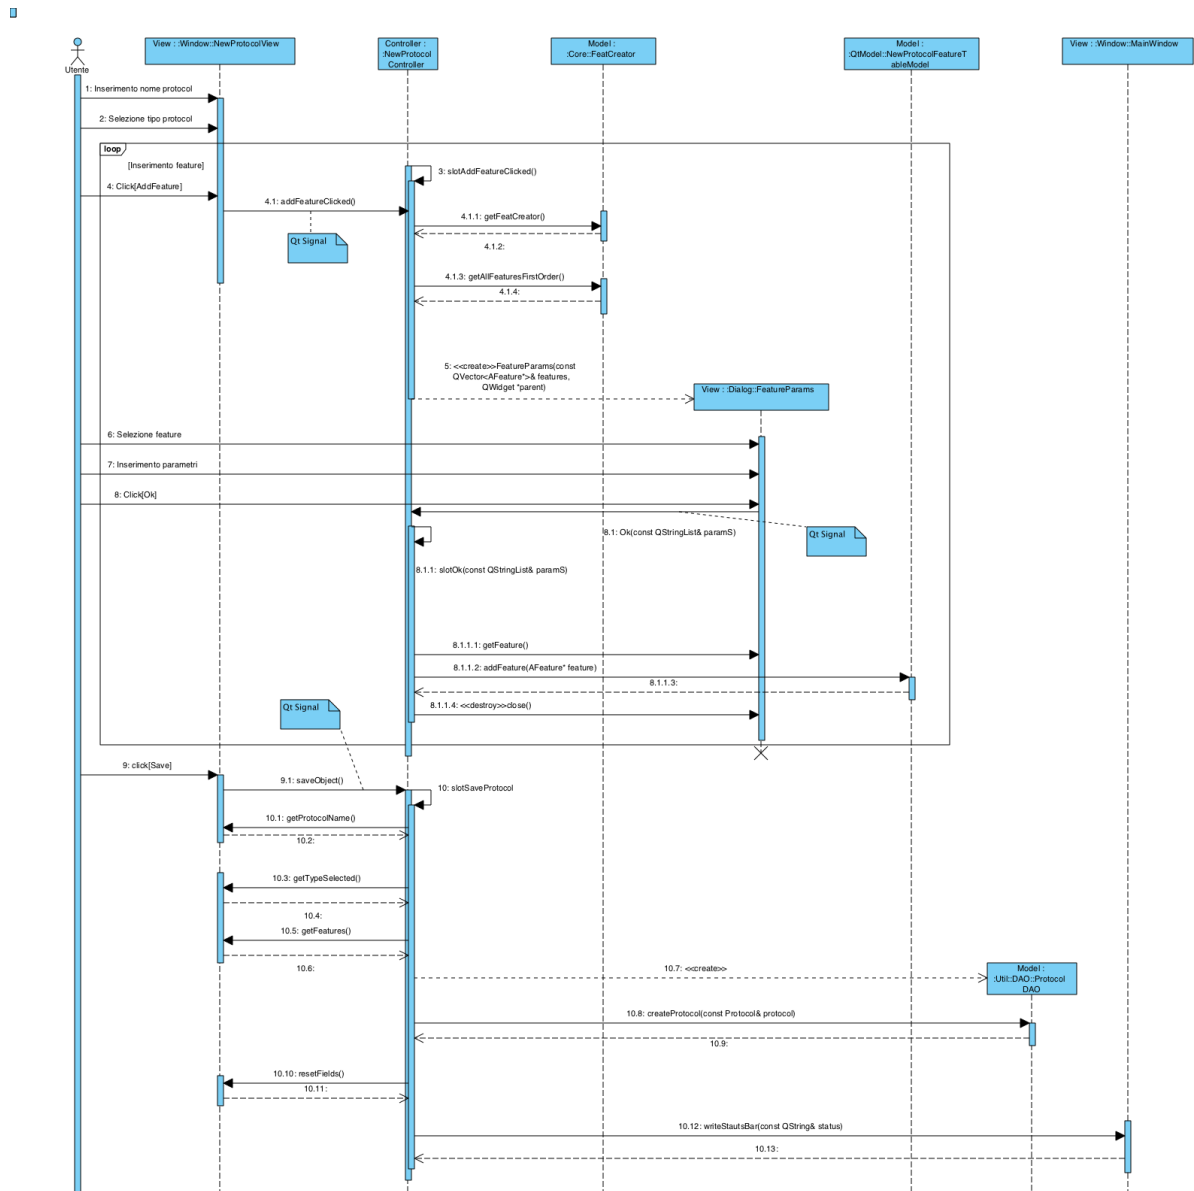 Utente
View : :Window::NewProtocolView
Controller :
:NewProtocol
Controller
Model :
:Core::FeatCreator
Model :
:QtModel::NewProtocolFeatureT
ableModel
View : :Window::MainWindow
1: Inserimento nome protocol
2: Selezione tipo protocol
loop
[Inserimento feature]
3: slotAddFeatureClicked()
4: Click[AddFeature]
4.1: addFeatureClicked()
4.1.1: getFeatCreator()
Qt Signal
4.1.2:
4.1.3: getAllFeaturesFirstOrder()
4.1.4:
5: <<create>>FeatureParams(const
QVector<AFeature*>& features,
QWidget *parent)
View : :Dialog::FeatureParams
6: Selezione feature
7: Inserimento parametri
8: Click[Ok]
8.1: Ok(const QStringList& paramS)
Qt Signal
8.1.1: slotOk(const QStringList& paramS)
8.1.1.1: getFeature()
8.1.1.2: addFeature(AFeature* feature)
8.1.1.3:
8.1.1.4: <<destroy>>close()
Qt Signal
9: click[Save]
9.1: saveObject()
10: slotSaveProtocol
10.1: getProtocolName()
10.2:
10.3: getTypeSelected()
10.4:
10.5: getFeatures()
10.6:
10.7: <<create>>
Model :
:Util::DAO::Protocol
DAO
10.8: createProtocol(const Protocol& protocol)
10.9:
10.10: resetFields()
10.11:
10.12: writeStautsBar(const QString& status)
10.13: